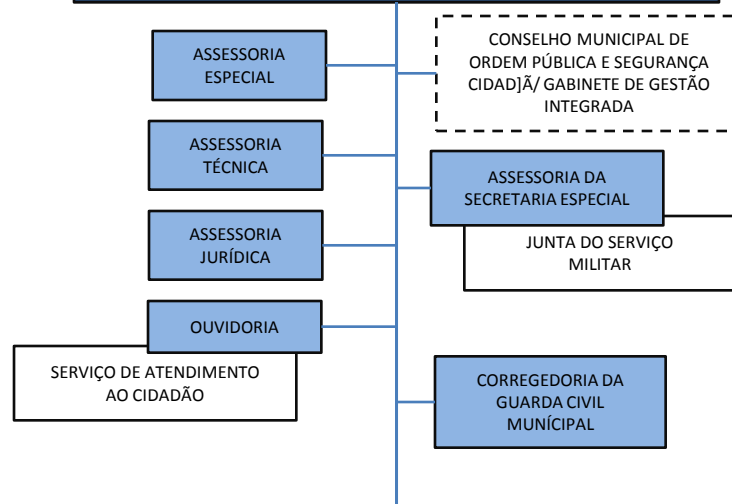 ASSESSORIA
ESPECIAL
CONSELHO MUNICIPAL DE
ORDEM PÚBLICA E SEGURANÇA
CIDAD]Ã/ GABINETE DE GESTÃO
INTEGRADA
ASSESSORIA
TÉCNICA
ASSESSORIA DA
SECRETARIA ESPECIAL
ASSESSORIA
JURÍDICA
JUNTA DO SERVIÇO
MILITAR
OUVIDORIA
SERVIÇO DE ATENDIMENTO
AO CIDADÃO
CORREGEDORIA DA
GUARDA CIVIL
MUNÍCIPAL